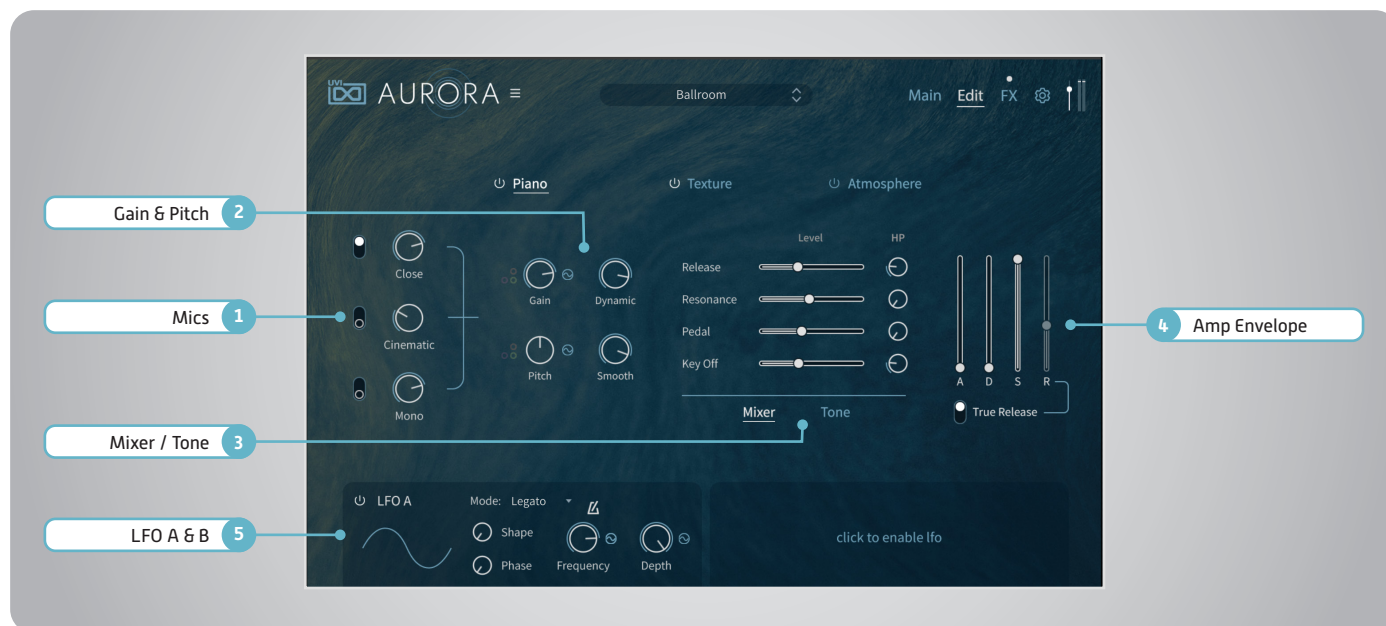 UVI
AURORA
Ballroom
Main Edit FX
Piano Texture Atmosphere
Gain & Pitch 2
Level HP
Close
Release
Gain Dynamic
Resonance
Mics 1
4 Amp Envelope
Cinematic
Pedal
Key Off
Pitch Smooth
A D S R
Mono
Mixer Tone
True Release
Mixer / Tone 3
LFO A
Mode: Legato
Shape
LFO A & B 5
click to enable lfo
Phase Frequency Depth